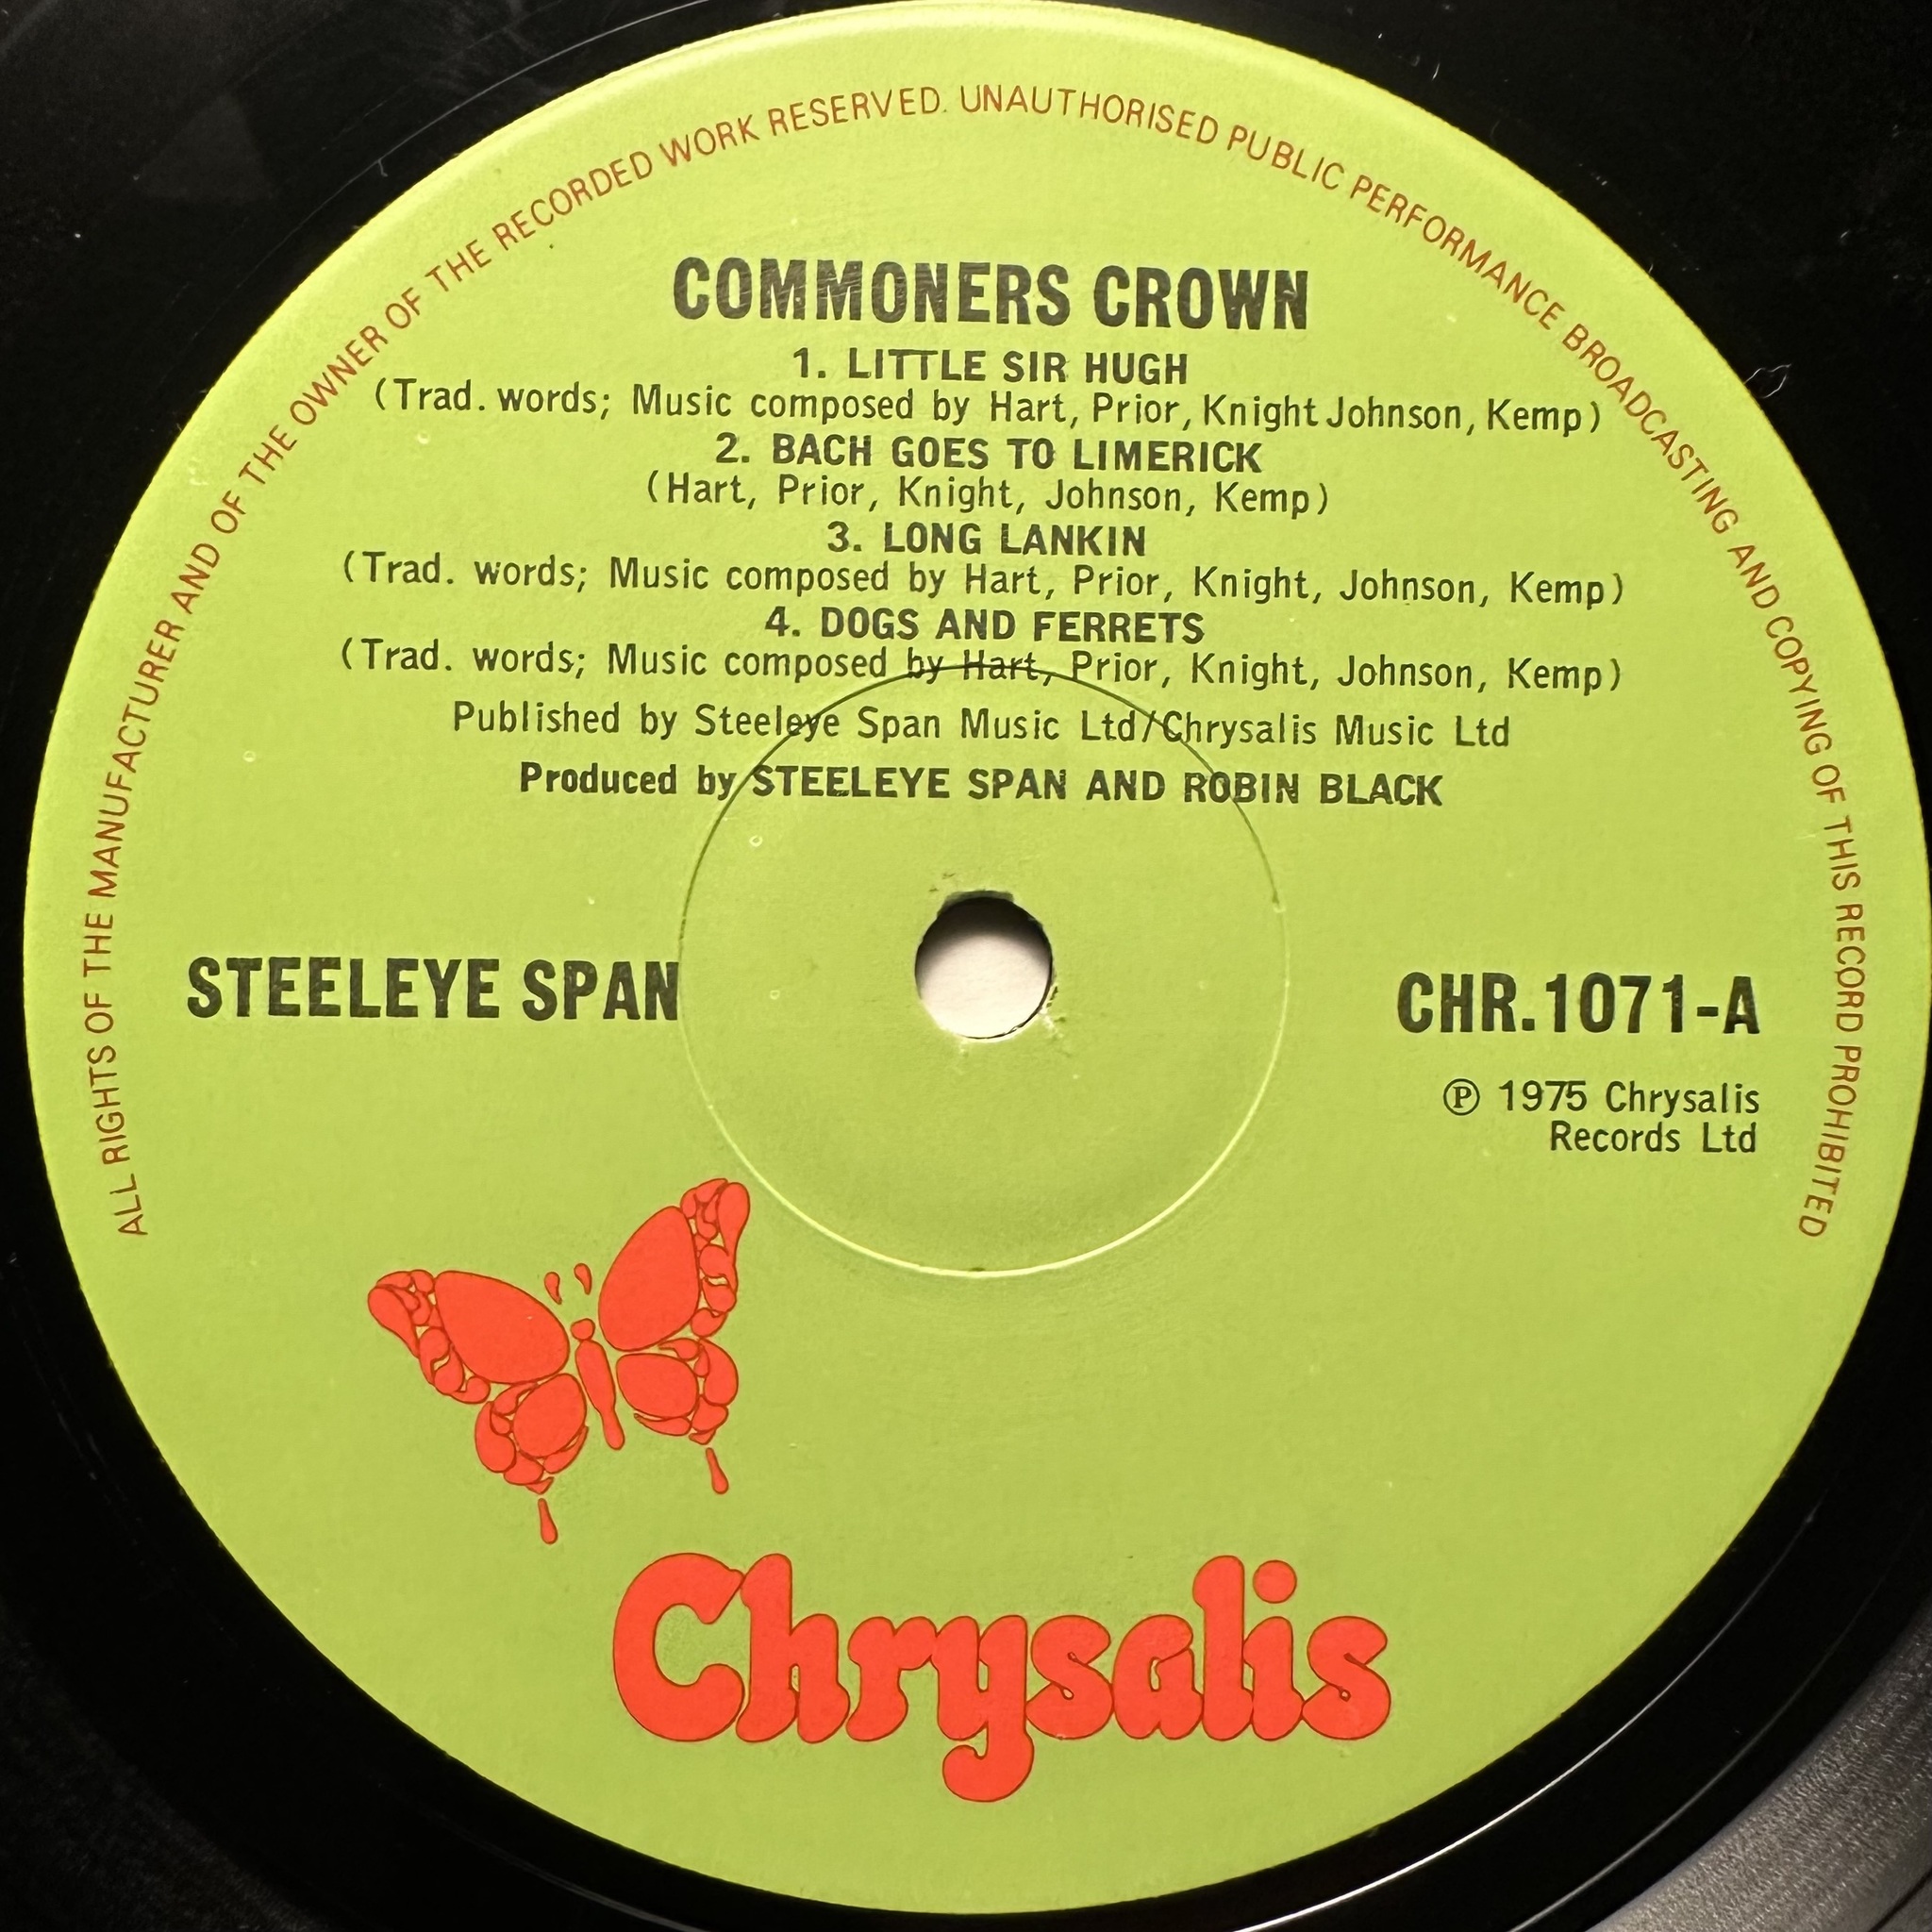 ALL RIGHTS OF THE MANUFACTURER AND OF THE OWNER OF THE RECORDED WORK RESERVED. UNAUTHORISED PUBLIC PERFORMANCE BROADCASTING AND COPYING OF THIS RECORD PROHIBITED
COMMONERS CROWN
1. LITTLE SIR HUGH
(Trad. words; Music composed by Hart, Prior, Knight Johnson, Kemp)
2. BACH GOES TO LIMERICK
(Hart, Prior, Knight, Johnson, Kemp)
3. LONG LANKIN
(Trad. words; Music composed by Hart, Prior, Knight, Johnson, Kemp)
4. DOGS AND FERRETS
(Trad. words; Music composed by Hart, Prior, Knight, Johnson, Kemp)
Published by Steeleye Span Music Ltd/Chrysalis Music Ltd
Produced by STEELEYE SPAN AND ROBIN BLACK
STEELEYE SPAN
CHR.1071-A
℗ 1975 Chrysalis
Records Ltd
Chrysalis